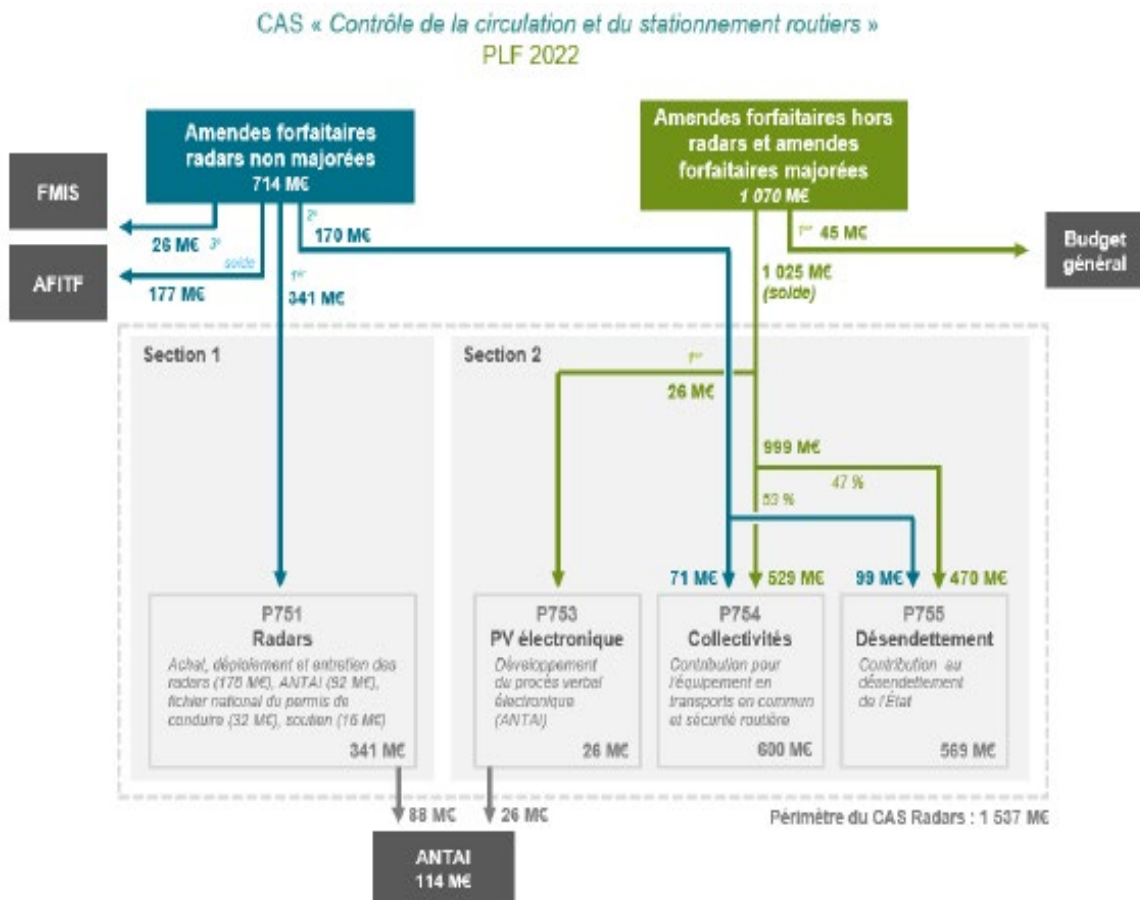 CAS « Contrôle de la circulation et du stationnement routiers »
PLF 2022
Amendes forfaitaires
radars non majorées
714 M€
Amendes forfaitaires hors
radars et amendes
forfaitaires majorées
1 070 M€
FMIS
AFITF
Budget
général
26 M€ 3e
solde
177 M€
1er
341 M€
2e
170 M€
1er 45 M€
1 025 M€
(solde)
Section 1
Section 2
1er
26 M€
999 M€
47 %
53 %
71 M€
529 M€
99 M€
470 M€
P751
Radars
Achat, déploiement et entretien des
radars (176 M€), ANTAI (92 M€),
fichier national du permis de
conduire (32 M€), soutien (16 M€)
341 M€
P753
PV électronique
Développement
du procès verbal
électronique
(ANTAI)
26 M€
P754
Collectivités
Contribution pour
l'équipement en
transports en commun
et sécurité routière
600 M€
P755
Désendettement
Contribution au
désendettement
de l'État
569 M€
88 M€
26 M€
Périmètre du CAS Radars : 1 537 M€
ANTAI
114 M€